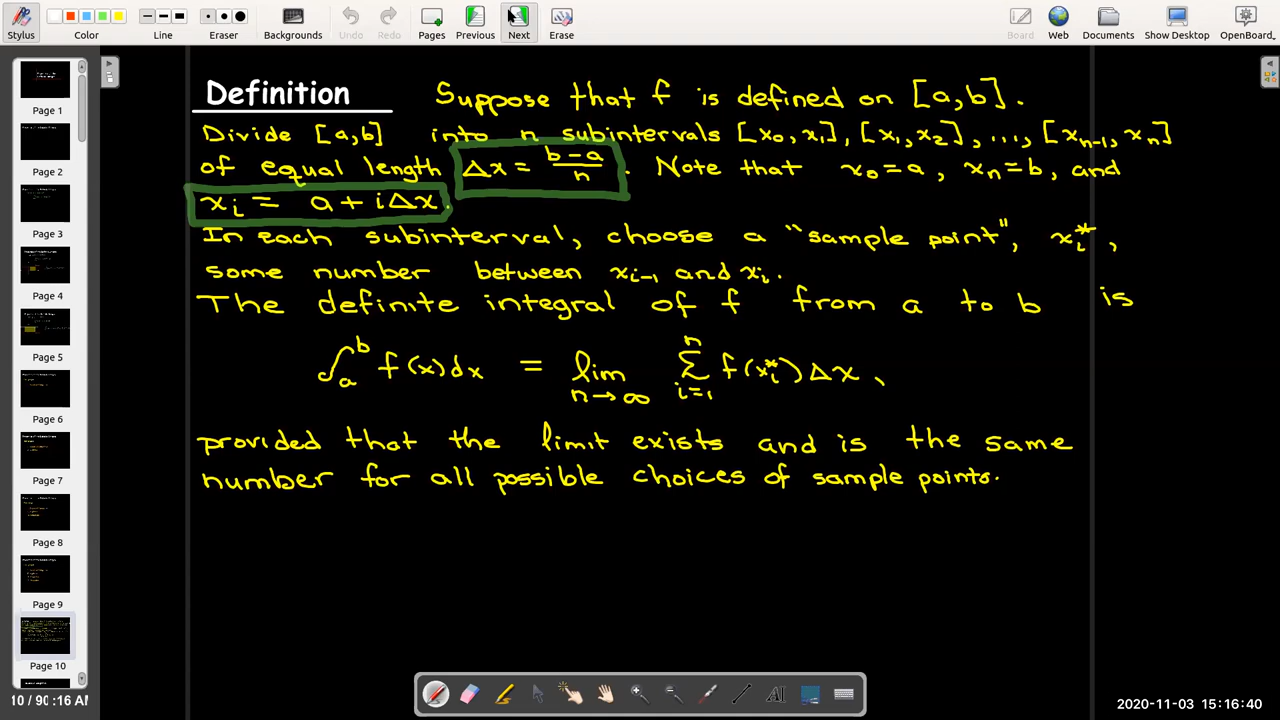 Stylus
Color
Line
Eraser
Backgrounds
Undo
Redo
Pages
Previous
Next
Erase
Board
Web
Documents
Show Desktop
OpenBoard
Page 1
Page 2
Page 3
Page 4
Page 5
Page 6
Page 7
Page 8
Page 9
Page 10
10 / 90:16 AM
Definition Suppose that f is defined on [a,b].
Divide [a,b] into n subintervals [x₀,x₁], [x₁,x₂], ..., [xₙ₋₁,xₙ]
of equal length Δx = (b-a)/n. Note that x₀=a, xₙ=b, and
xᵢ = a + iΔx.
In each subinterval, choose a "sample point", xᵢ*,
some number between xᵢ₋₁ and xᵢ.
The definite integral of f from a to b is
∫ₐᵇ f(x)dx = lim n→∞ Σᵢ₌₁ⁿ f(xᵢ*)Δx,
provided that the limit exists and is the same
number for all possible choices of sample points.
2020-11-03 15:16:40